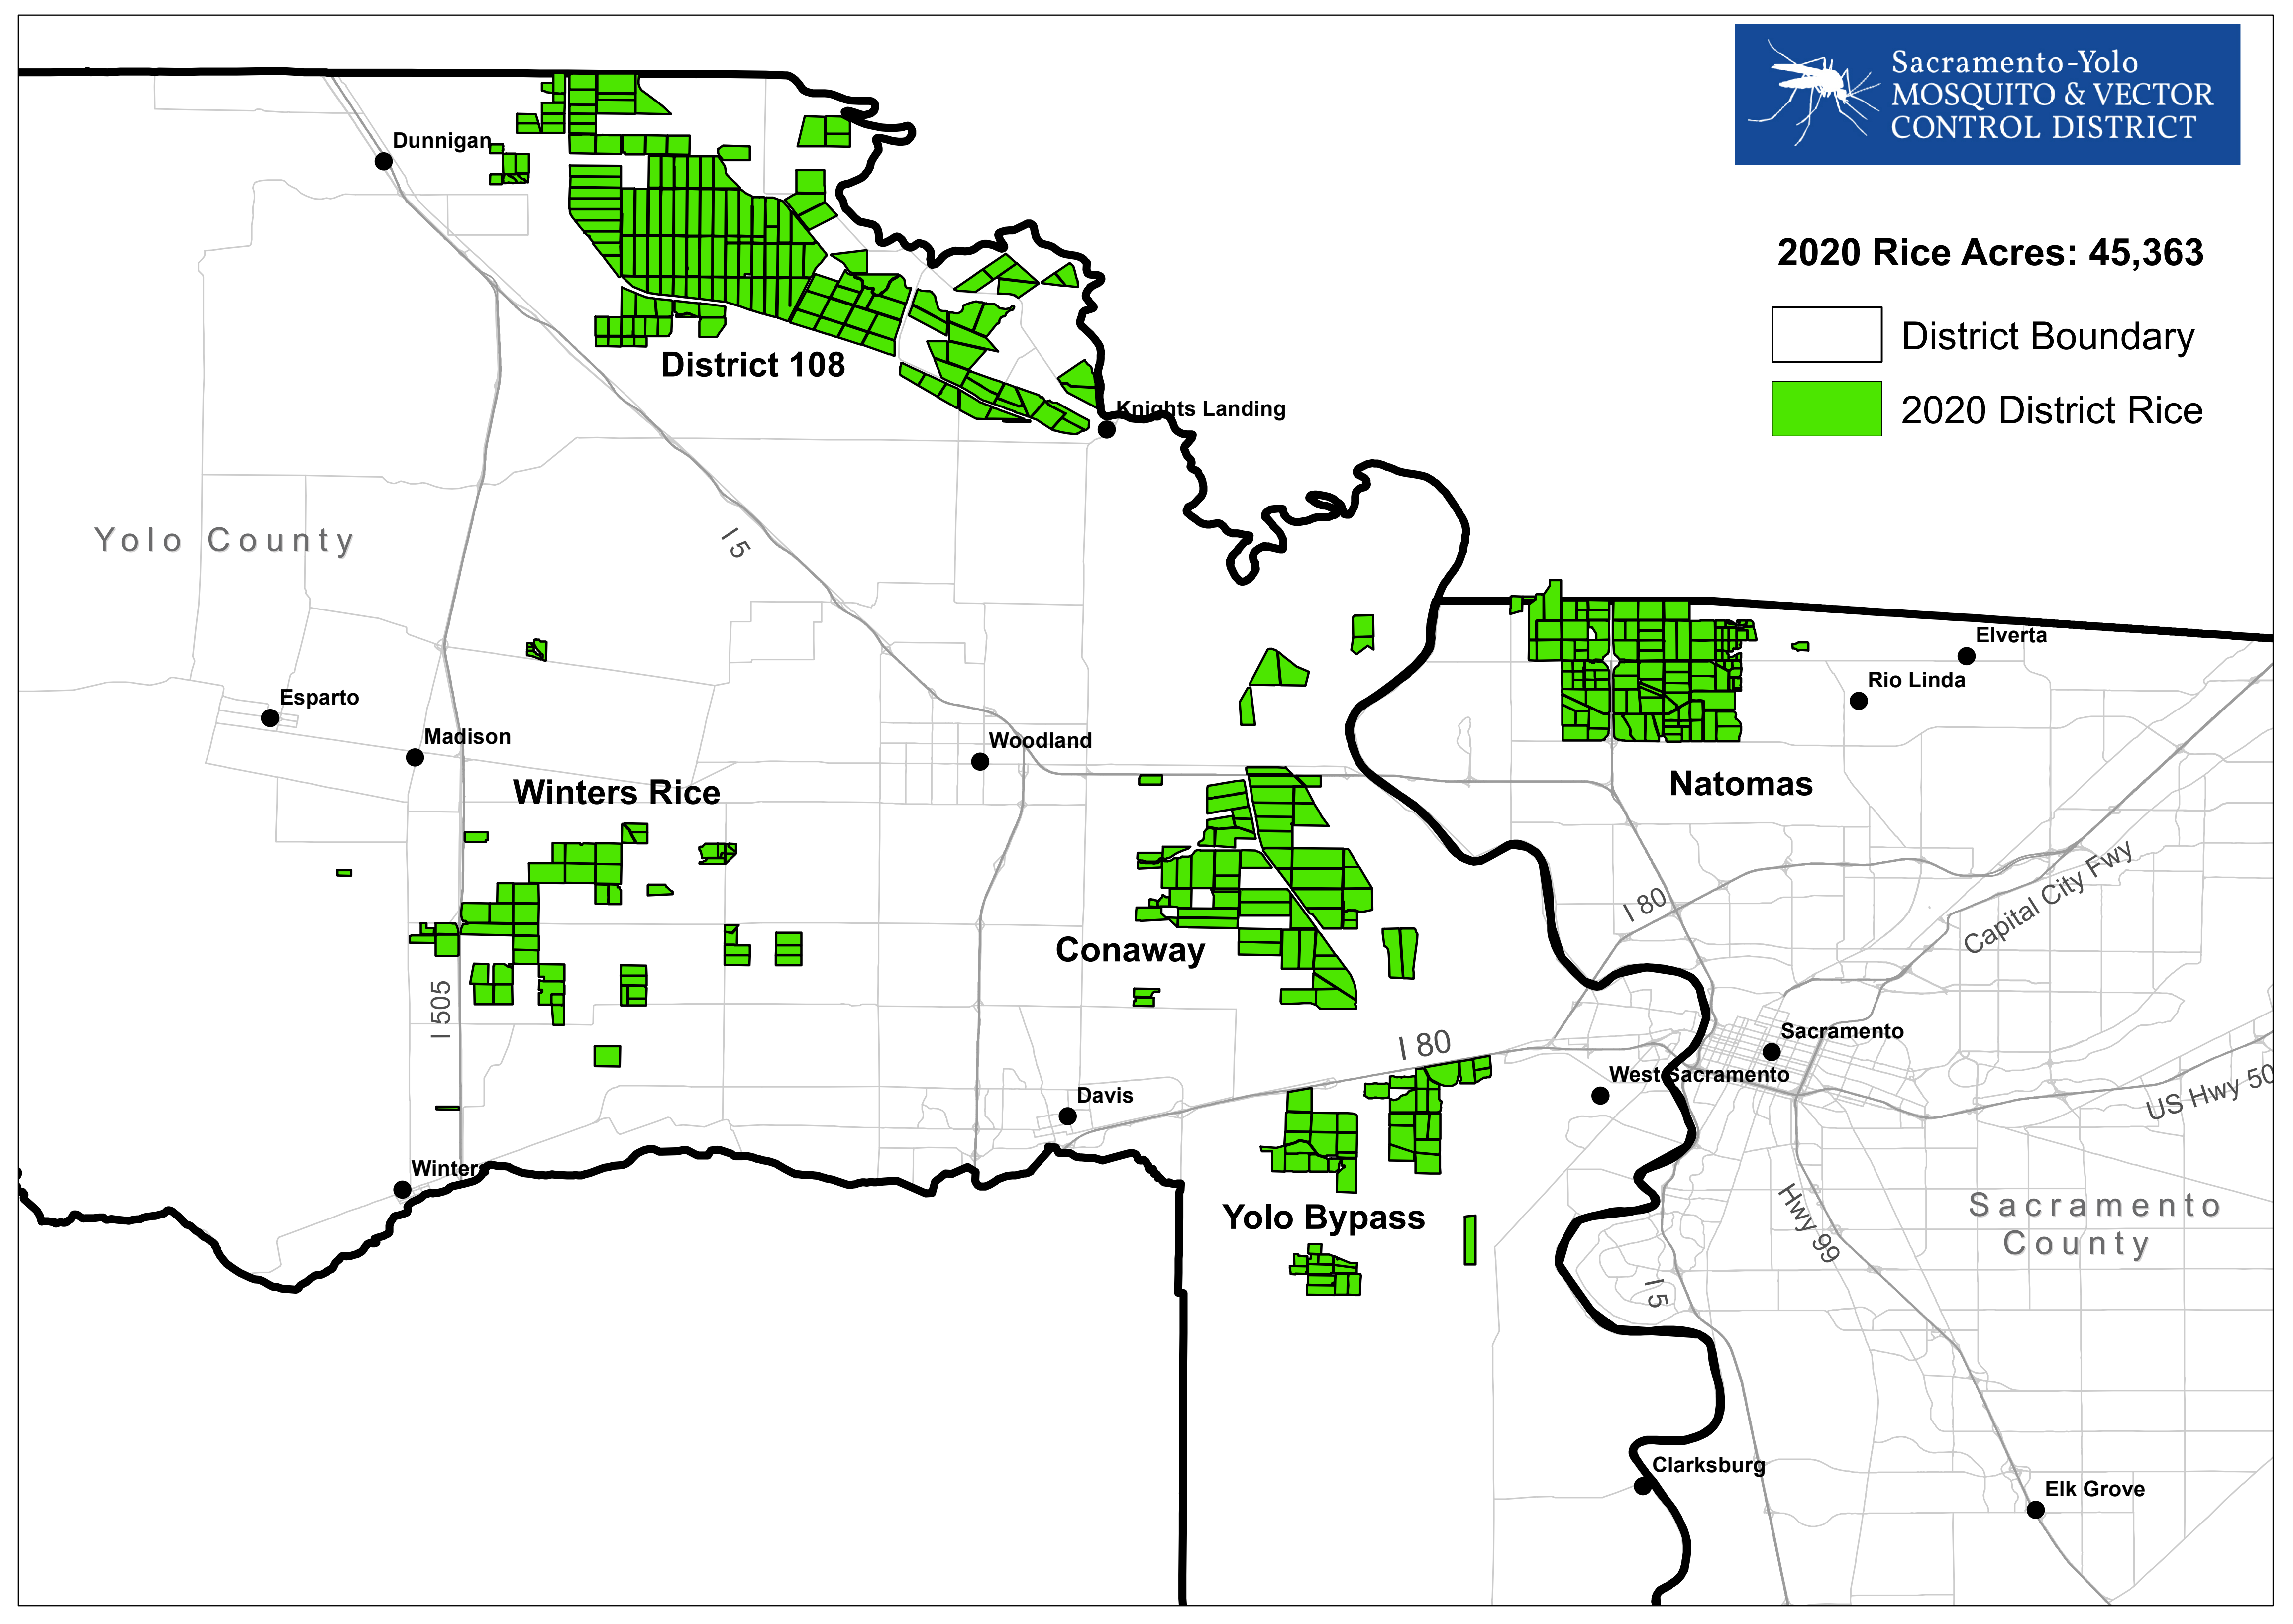 Sacramento-Yolo
MOSQUITO & VECTOR
CONTROL DISTRICT
2020 Rice Acres: 45,363
District Boundary
2020 District Rice
Dunnigan
District 108
Knights Landing
Yolo County
I 5
Elverta
Rio Linda
Esparto
Madison
Woodland
Winters Rice
Natomas
I 80
Capital City Fwy
Conaway
I 505
I 80
Sacramento
West Sacramento
US Hwy 50
Davis
Winters
Yolo Bypass
Hwy 99
Sacramento
County
I 5
Clarksburg
Elk Grove